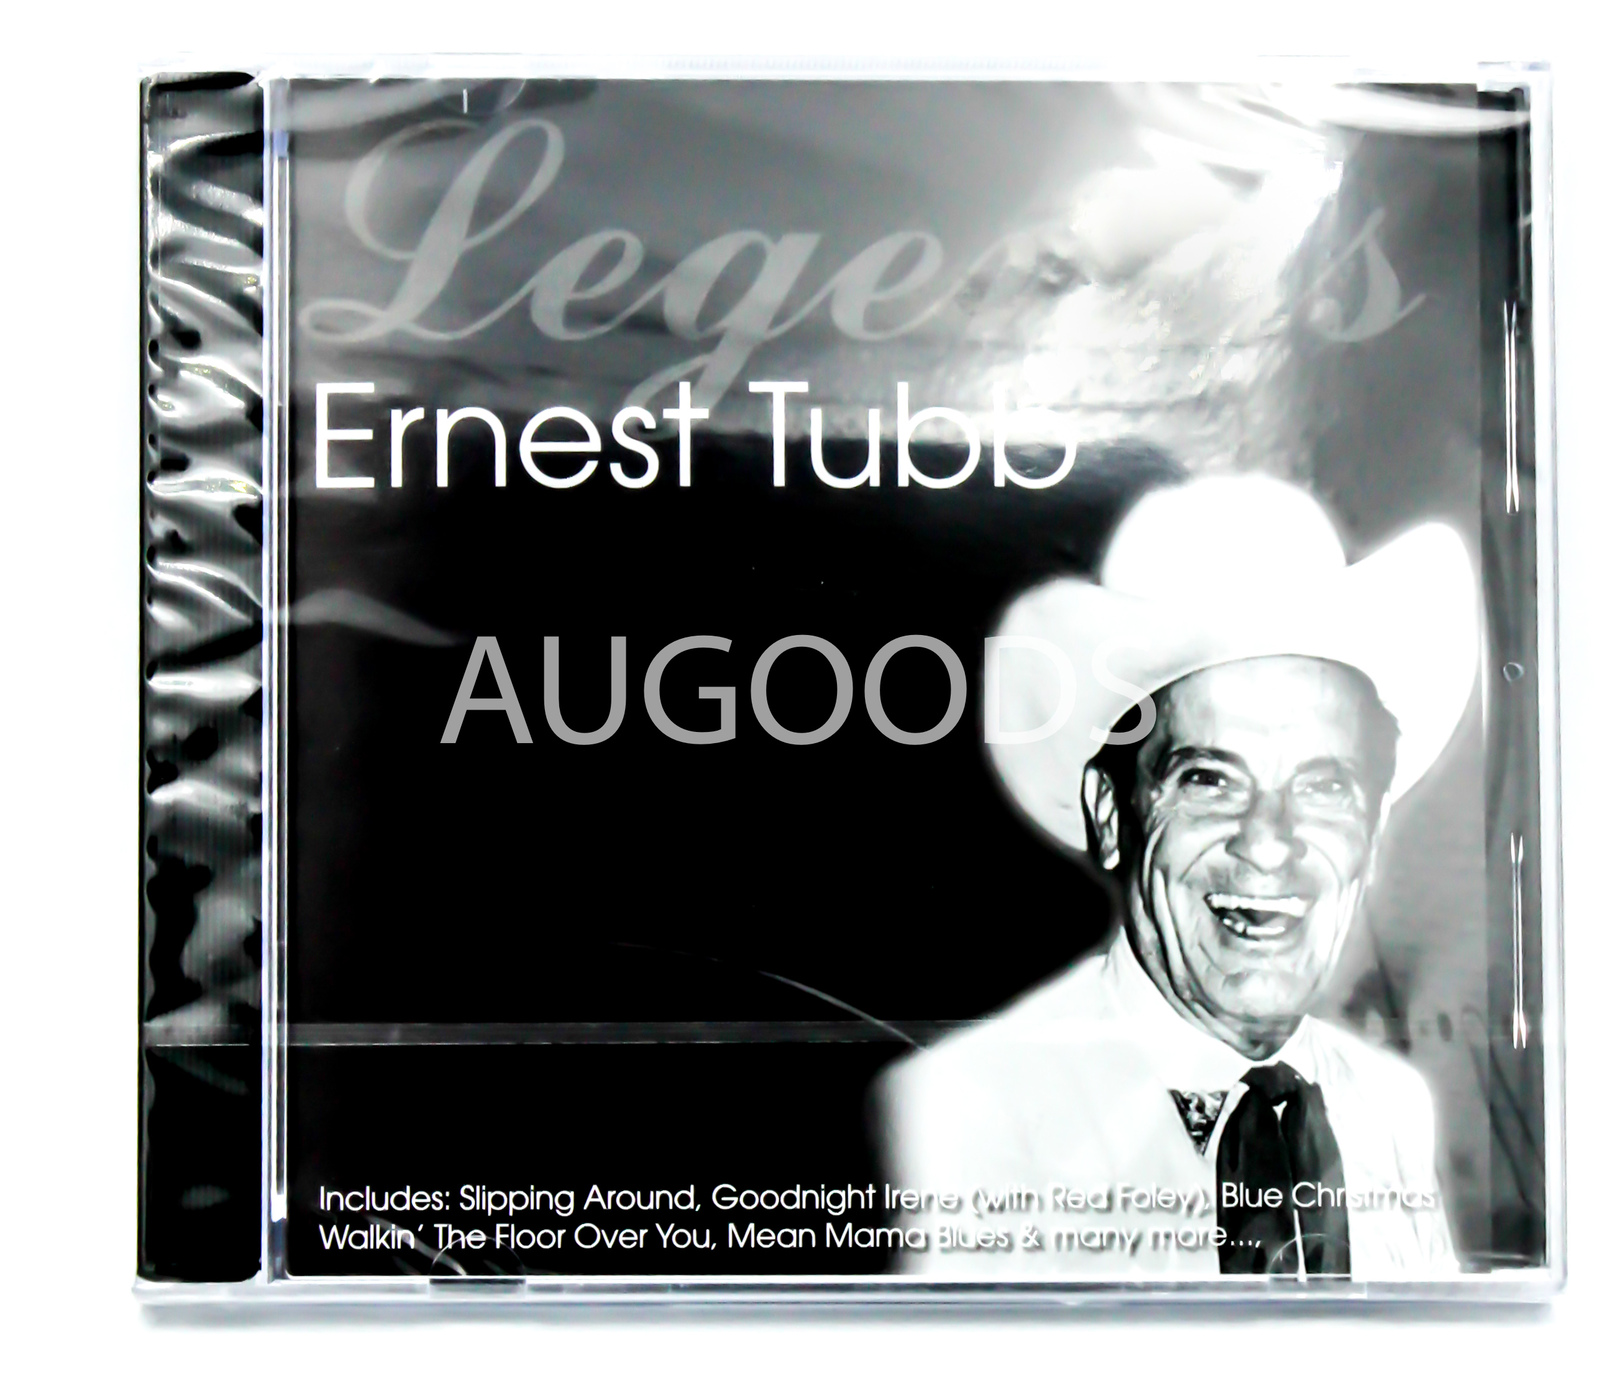 Legends
Ernest Tubb
AUGOODS
Includes: Slipping Around, Goodnight Irene (with Red Foley), Blue Christmas
Walkin' The Floor Over You, Mean Mama Blues & many more...,